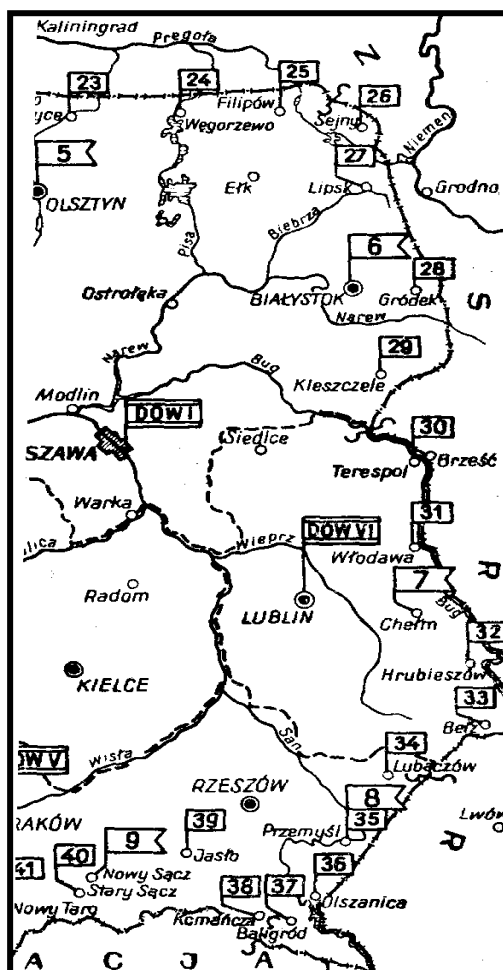 Kaliningrad
Pregoła
Z
23
24
25
26
yce
Węgorzewo
Filipów
Sejny
Niemen
5
27
OLSZTYN
Ełk
Lipsk
Grodno
Pisa
Biebrza
6
28
BIAŁYSTOK
Gródek
S
Ostrołęka
Narew
Narew
Bug
29
Kleszczele
Modlin
DOW I
SZAWA
Siedlce
30
Brześć
Terespol
Warka
ilica
Wieprz
DOW VI
31
Włodawa
R
Radom
LUBLIN
7
Chełm
Bug
32
KIELCE
Hrubieszów
33
Bełz
San
34
Lubaczów
OW V
Wisła
RZESZÓW
8
Lwów
RAKÓW
9
39
Przemyśl
35
R
41
40
Nowy Sącz
Jasło
36
Stary Sącz
38
37
Olszanica
Nowy Targ
Komańcza
Baligród
A C J A